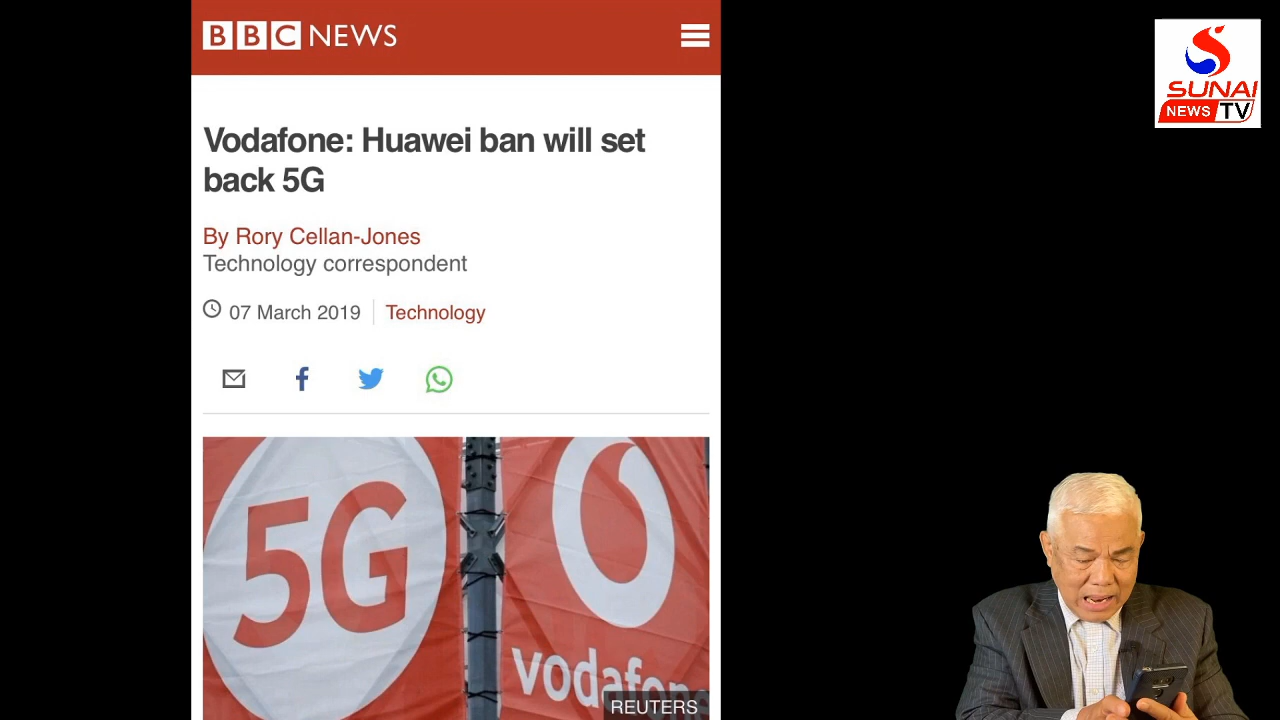 BBC NEWS
Vodafone: Huawei ban will set
back 5G
By Rory Cellan-Jones
Technology correspondent
07 March 2019
Technology
5G
vodafone
REUTERS
SUNAI
NEWS TV